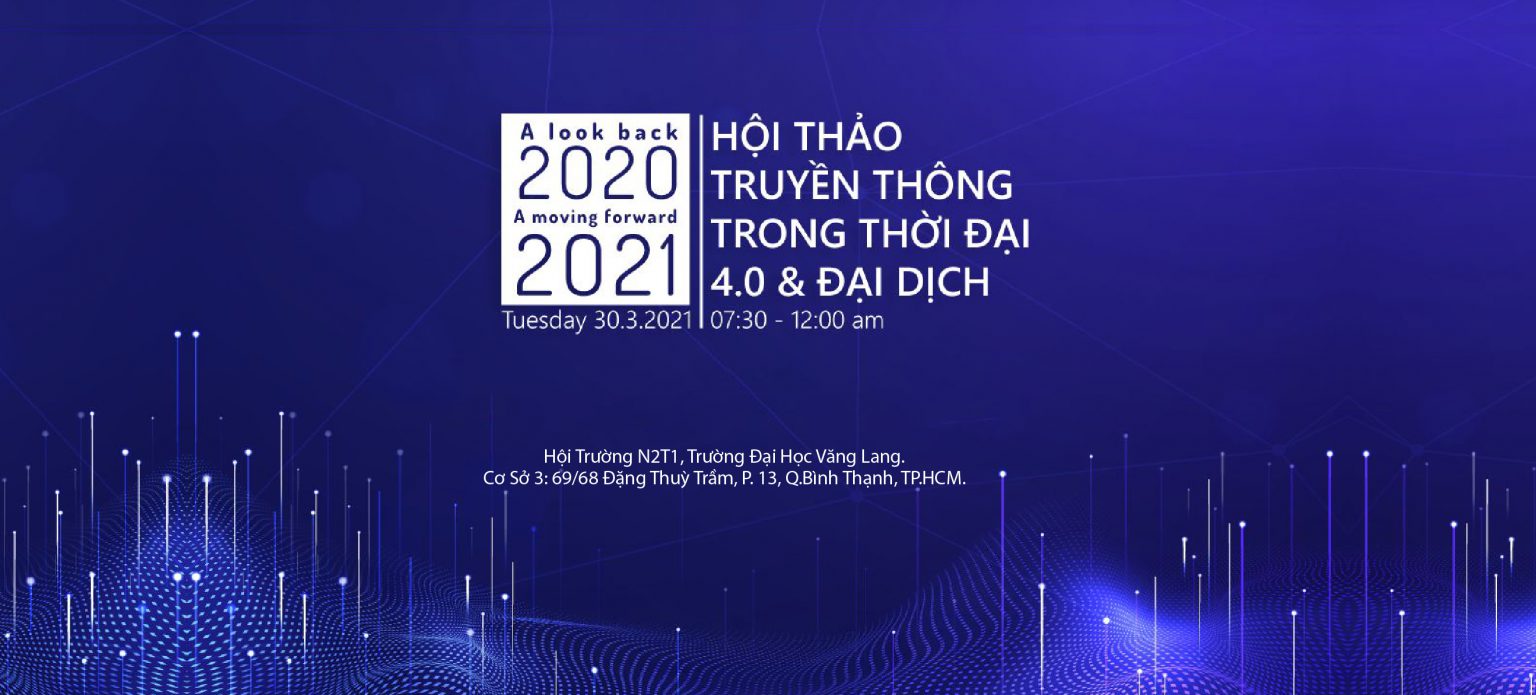 A look back
2020
A moving forward
2021
Tuesday 30.3.2021
HỘI THẢO
TRUYỀN THÔNG
TRONG THỜI ĐẠI
4.0 & ĐẠI DỊCH
07:30 - 12:00 am
Hội Trường N2T1, Trường Đại Học Văng Lang.
Cơ Sở 3: 69/68 Đặng Thuỳ Trầm, P. 13, Q.Bình Thạnh, TP.HCM.